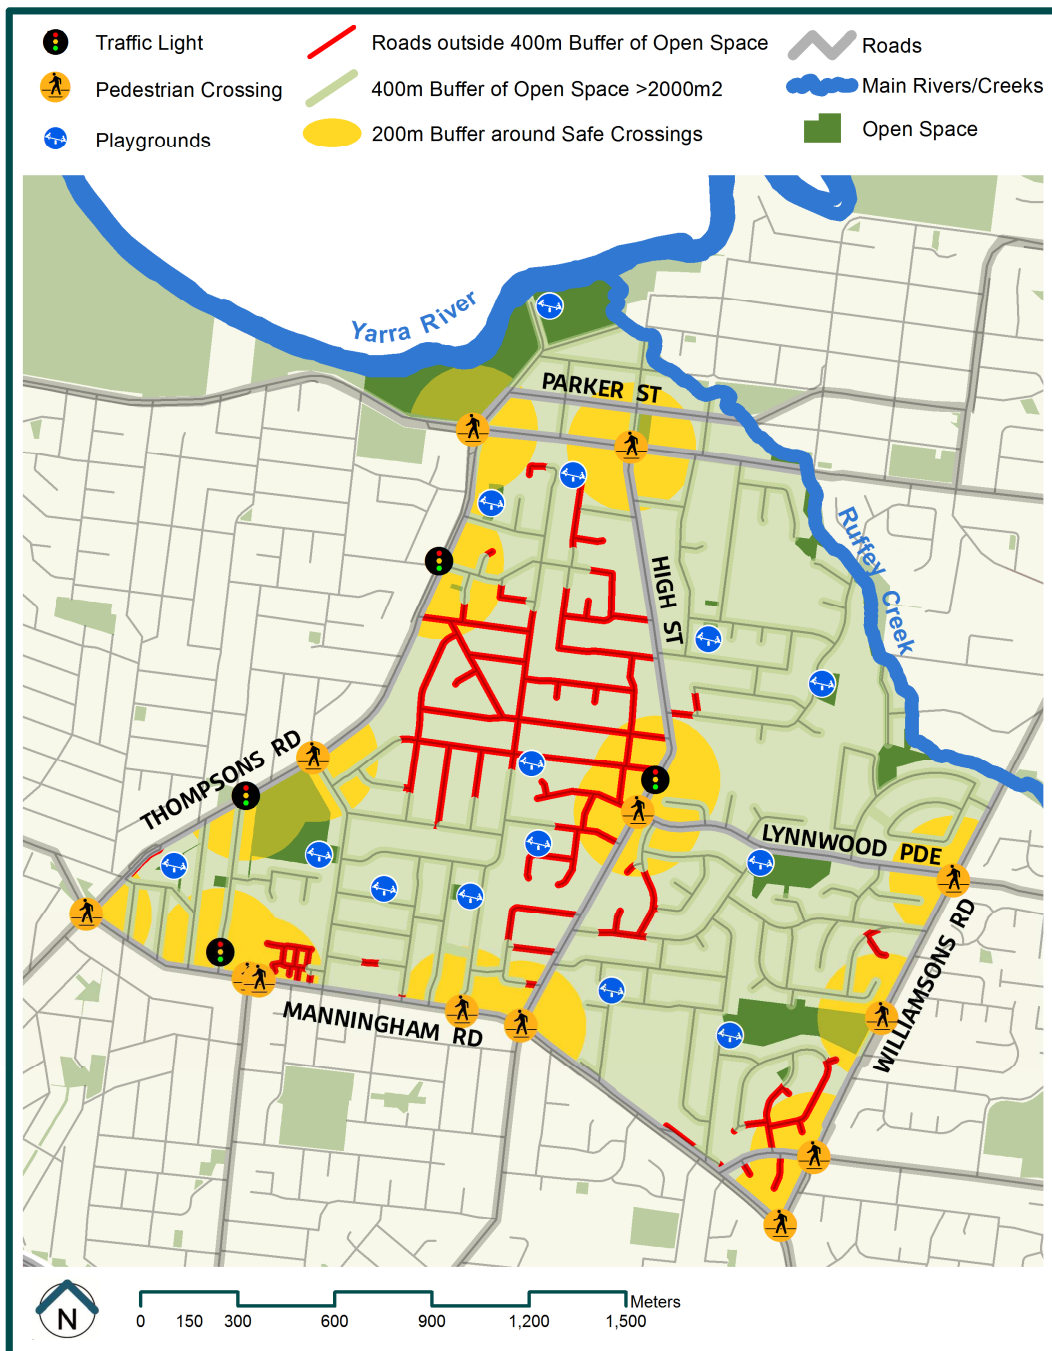 Traffic Light
Roads outside 400m Buffer of Open Space
Roads
Pedestrian Crossing
400m Buffer of Open Space >2000m2
Main Rivers/Creeks
Playgrounds
200m Buffer around Safe Crossings
Open Space
Yarra River
PARKER ST
Ruffey Creek
HIGH ST
THOMPSONS RD
LYNNWOOD PDE
WILLIAMSONS RD
MANNINGHAM RD
N
Meters
0 150 300 600 900 1,200 1,500